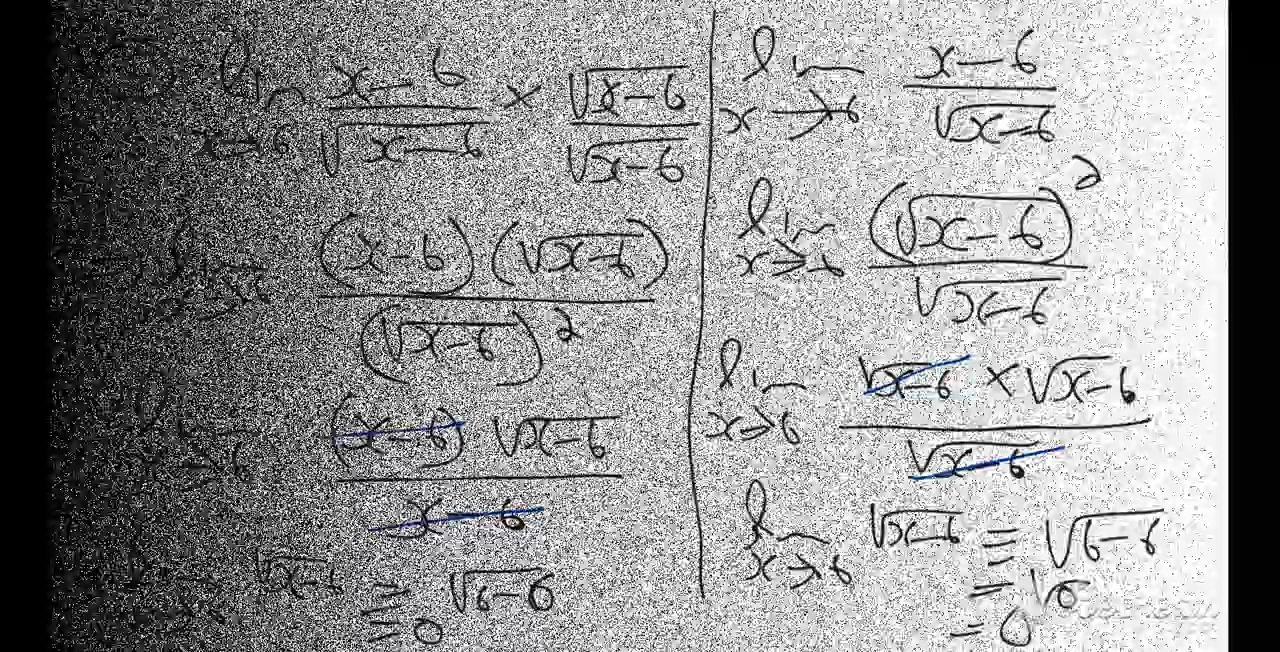 lim x→6 (x-6)/√(x-6) × √(x-6)/√(x-6)
lim x→6 (x-6)(√(x-6))/(√(x-6))²
lim x→6 (x-6) √(x-6)/x-6
√(x-6) = √(6-6)
= 0
lim x→6 x-6/√(x-6)
lim x→6 (√(x-6))²/√(x-6)
lim x→6 √(x-6) × √(x-6)/√(x-6)
lim x→6 √(x-6) = √(6-6)
= √0
= 0